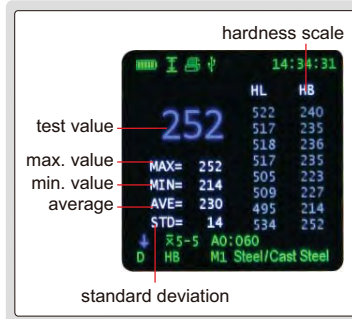 hardness scale
14:34:31
HL HB
test value 252
522 240
517 235
518 236
517 235
505 223
509 227
495 214
534 252
max. value MAX= 252
min. value MIN= 214
average AVE= 230
STD= 14
x̅5-5 AO:060
D HB M1 Steel/Cast Steel
standard deviation